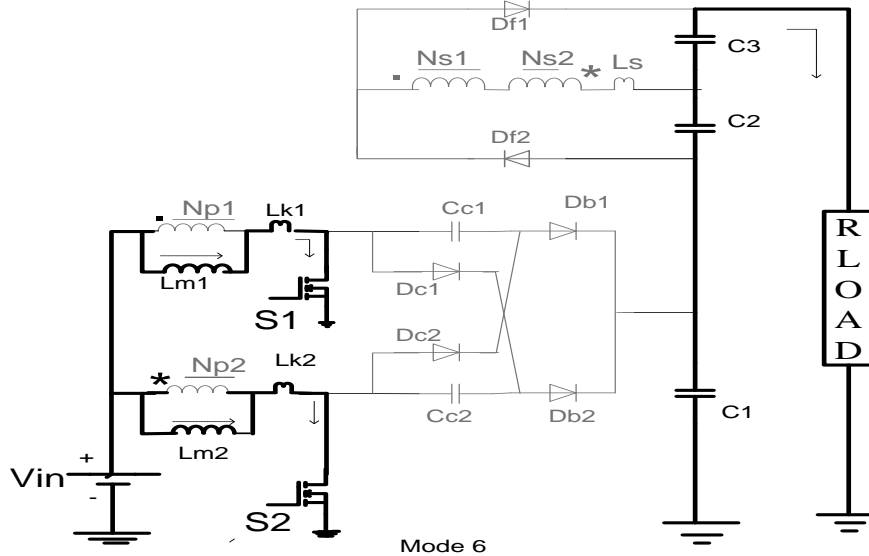 Df1
C3
Ns1 Ns2 * Ls
C2
Df2
Np1 Lk1 Cc1 Db1
Lm1
Dc1
S1
Dc2
* Np2 Lk2
Cc2 Db2
Lm2
C1
RLOAD
+
Vin
-
S2
Mode 6